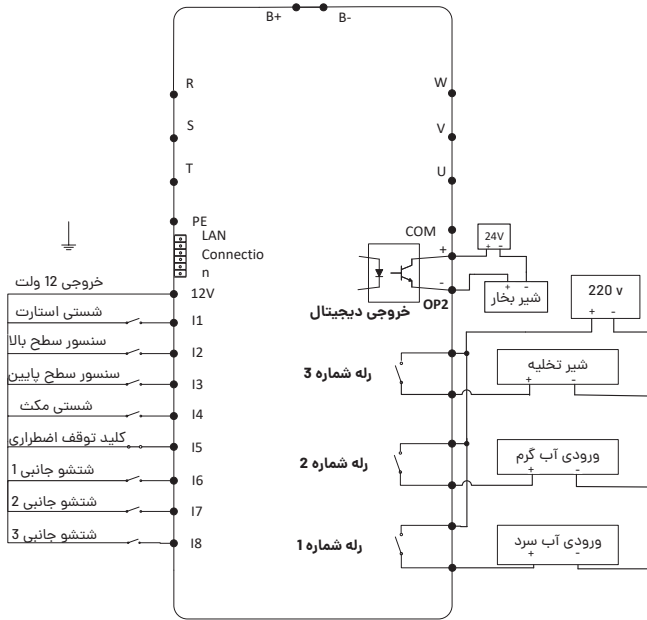 B+ B-
R
S
T
PE
LAN
Connectio
n
12V
I1
I2
I3
I4
I5
I6
I7
I8
خروجی 12 ولت
شستی استارت
سنسور سطح بالا
سنسور سطح پایین
شستی مکث
کلید توقف اضطراری
شتشو جانبی 1
شتشو جانبی 2
شتشو جانبی 3
W
V
U
COM
+
-
OP2
خروجی دیجیتال
رله شماره 3
رله شماره 2
رله شماره 1
24V
+ -
+ -
شیر بخار
220 v
+ -
شیر تخلیه
+ -
ورودی آب گرم
+ -
ورودی آب سرد
+ -